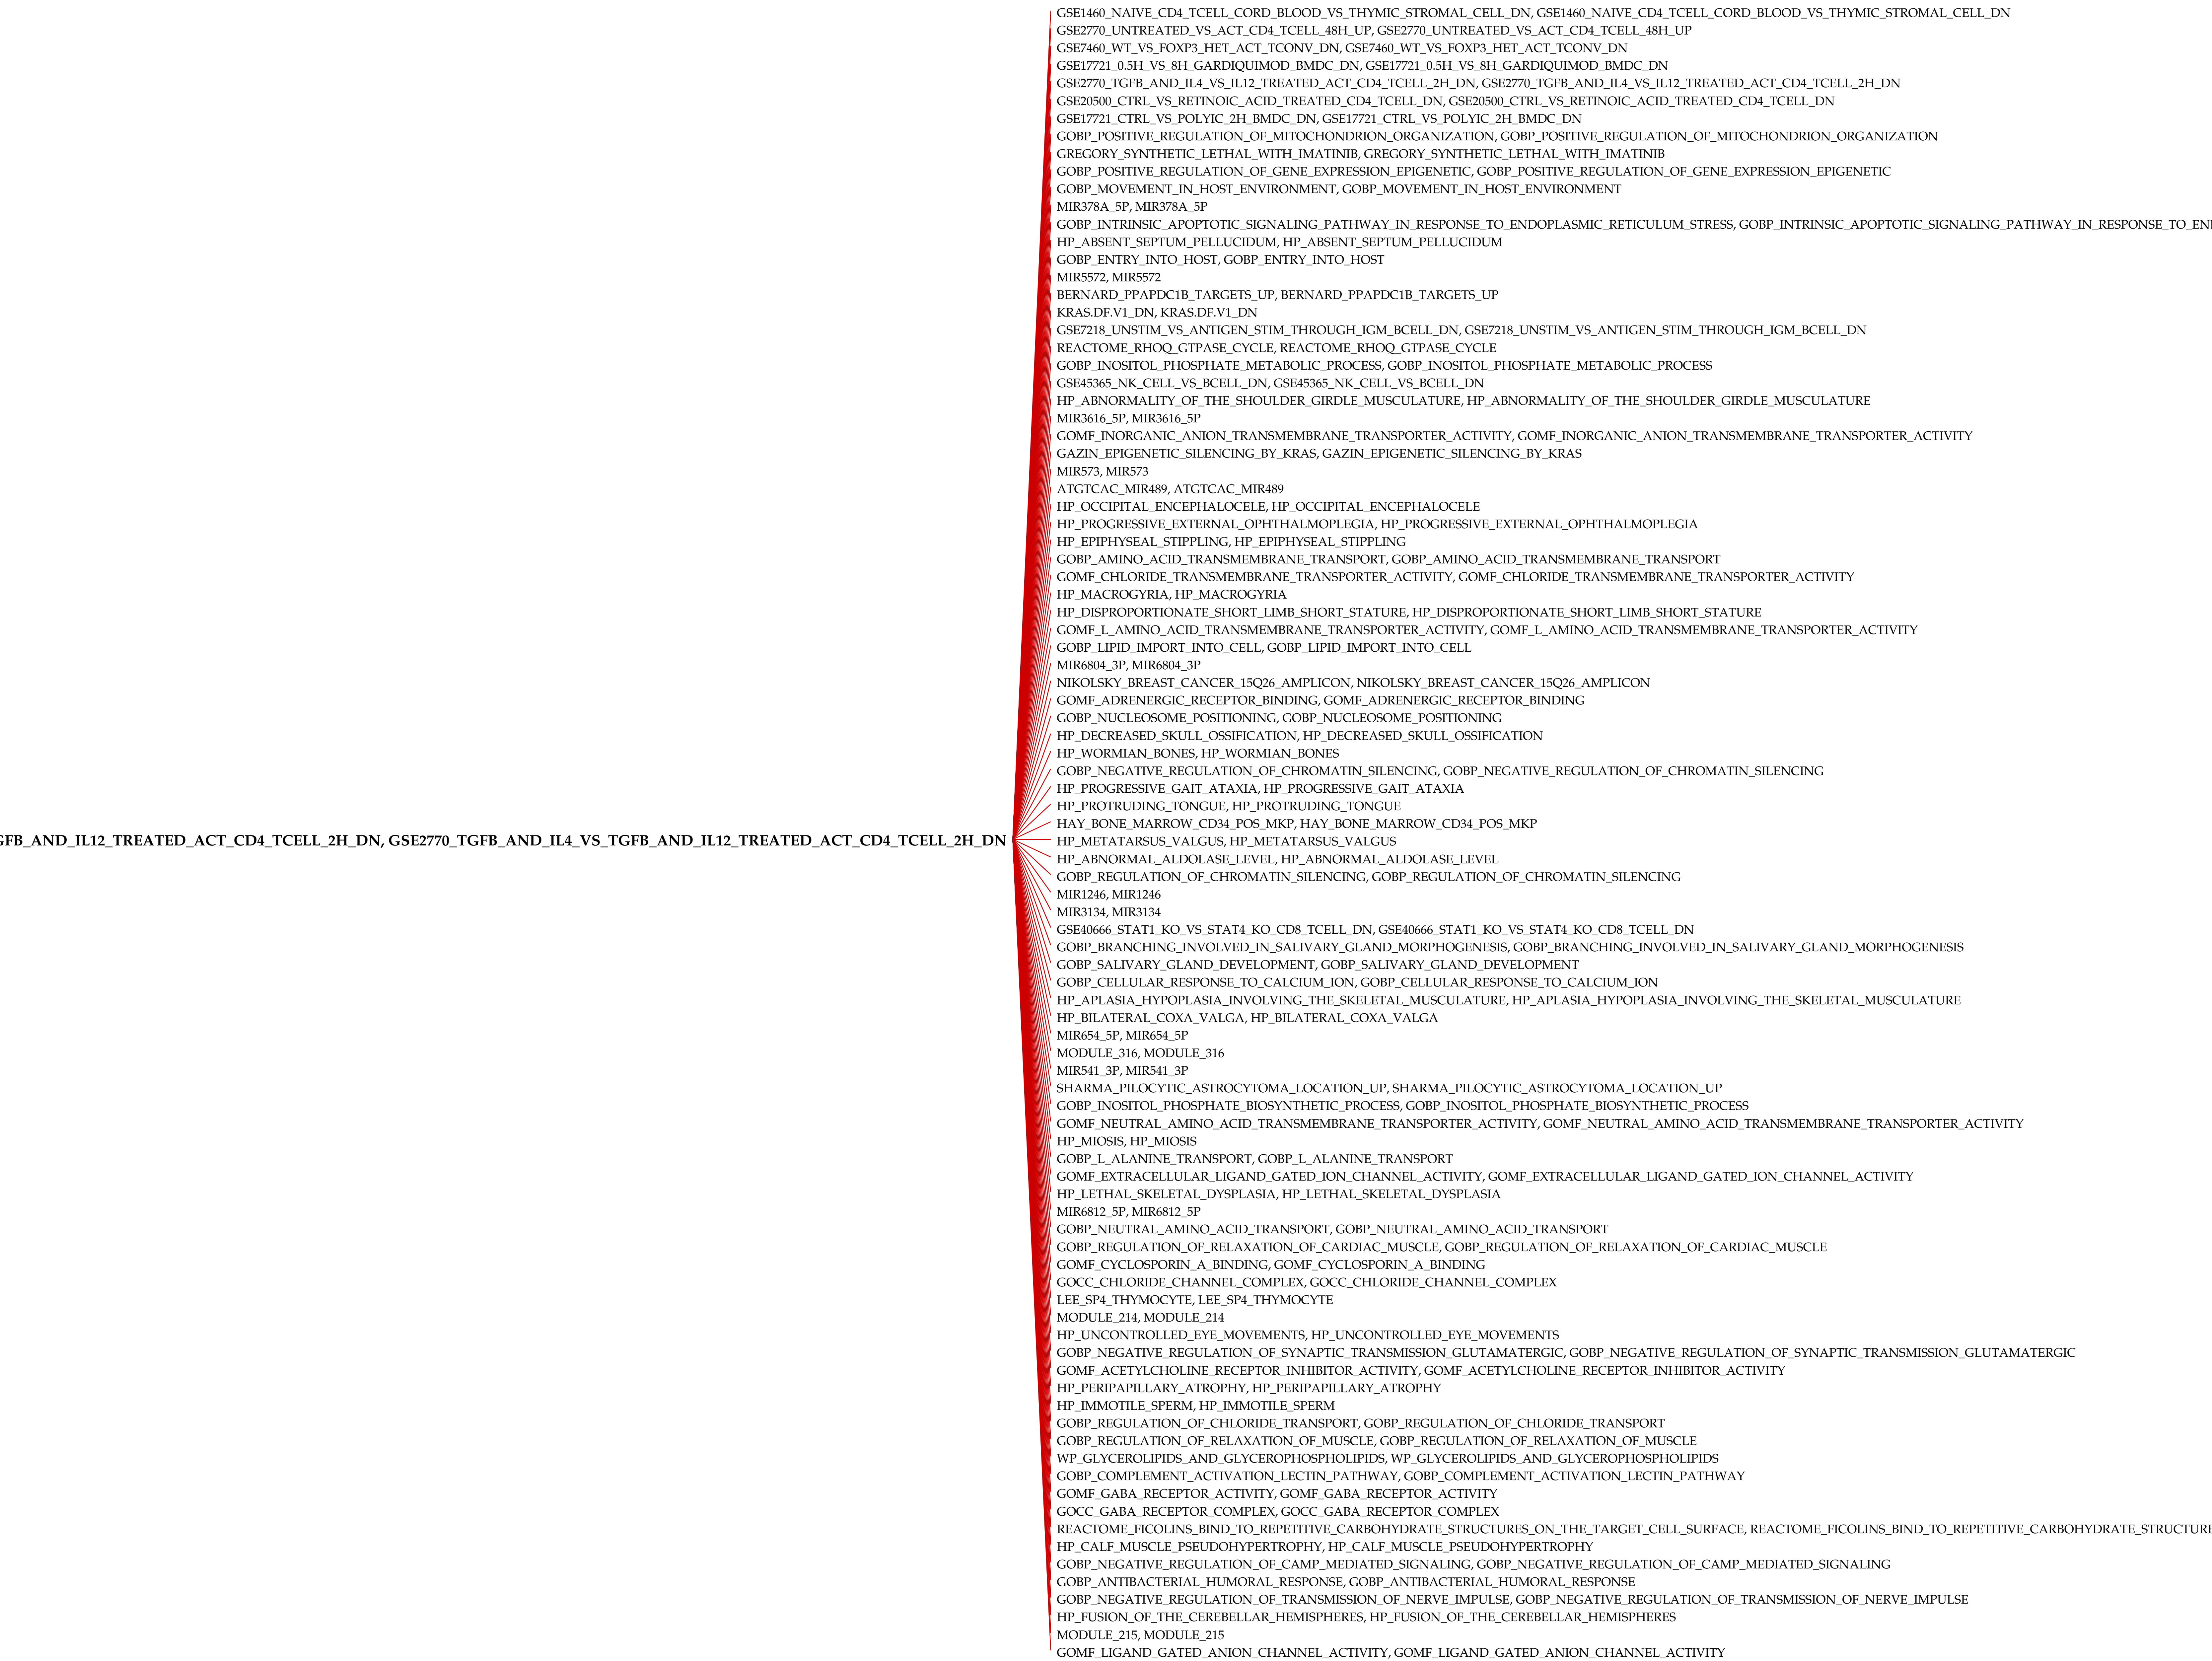 GSE1460_NAIVE_CD4_TCELL_CORD_BLOOD_VS_THYMIC_STROMAL_CELL_DN, GSE1460_NAIVE_CD4_TCELL_CORD_BLOOD_VS_THYMIC_STROMAL_CELL_DN
GSE2770_UNTREATED_VS_ACT_CD4_TCELL_48H_UP, GSE2770_UNTREATED_VS_ACT_CD4_TCELL_48H_UP
GSE7460_WT_VS_FOXP3_HET_ACT_TCONV_DN, GSE7460_WT_VS_FOXP3_HET_ACT_TCONV_DN
GSE17721_0.5H_VS_8H_GARDIQUIMOD_BMDC_DN, GSE17721_0.5H_VS_8H_GARDIQUIMOD_BMDC_DN
GSE2770_TGFB_AND_IL4_VS_IL12_TREATED_ACT_CD4_TCELL_2H_DN, GSE2770_TGFB_AND_IL4_VS_IL12_TREATED_ACT_CD4_TCELL_2H_DN
GSE20500_CTRL_VS_RETINOIC_ACID_TREATED_CD4_TCELL_DN, GSE20500_CTRL_VS_RETINOIC_ACID_TREATED_CD4_TCELL_DN
GSE17721_CTRL_VS_POLYIC_2H_BMDC_DN, GSE17721_CTRL_VS_POLYIC_2H_BMDC_DN
GOBP_POSITIVE_REGULATION_OF_MITOCHONDRION_ORGANIZATION, GOBP_POSITIVE_REGULATION_OF_MITOCHONDRION_ORGANIZATION
GREGORY_SYNTHETIC_LETHAL_WITH_IMATINIB, GREGORY_SYNTHETIC_LETHAL_WITH_IMATINIB
GOBP_POSITIVE_REGULATION_OF_GENE_EXPRESSION_EPIGENETIC, GOBP_POSITIVE_REGULATION_OF_GENE_EXPRESSION_EPIGENETIC
GOBP_MOVEMENT_IN_HOST_ENVIRONMENT, GOBP_MOVEMENT_IN_HOST_ENVIRONMENT
MIR378A_5P, MIR378A_5P
GOBP_INTRINSIC_APOPTOTIC_SIGNALING_PATHWAY_IN_RESPONSE_TO_ENDOPLASMIC_RETICULUM_STRESS, GOBP_INTRINSIC_APOPTOTIC_SIGNALING_PATHWAY_IN_RESPONSE_TO_EN
HP_ABSENT_SEPTUM_PELLUCIDUM, HP_ABSENT_SEPTUM_PELLUCIDUM
GOBP_ENTRY_INTO_HOST, GOBP_ENTRY_INTO_HOST
MIR5572, MIR5572
BERNARD_PPAPDC1B_TARGETS_UP, BERNARD_PPAPDC1B_TARGETS_UP
KRAS.DF.V1_DN, KRAS.DF.V1_DN
GSE7218_UNSTIM_VS_ANTIGEN_STIM_THROUGH_IGM_BCELL_DN, GSE7218_UNSTIM_VS_ANTIGEN_STIM_THROUGH_IGM_BCELL_DN
REACTOME_RHOQ_GTPASE_CYCLE, REACTOME_RHOQ_GTPASE_CYCLE
GOBP_INOSITOL_PHOSPHATE_METABOLIC_PROCESS, GOBP_INOSITOL_PHOSPHATE_METABOLIC_PROCESS
GSE45365_NK_CELL_VS_BCELL_DN, GSE45365_NK_CELL_VS_BCELL_DN
HP_ABNORMALITY_OF_THE_SHOULDER_GIRDLE_MUSCULATURE, HP_ABNORMALITY_OF_THE_SHOULDER_GIRDLE_MUSCULATURE
MIR3616_5P, MIR3616_5P
GOMF_INORGANIC_ANION_TRANSMEMBRANE_TRANSPORTER_ACTIVITY, GOMF_INORGANIC_ANION_TRANSMEMBRANE_TRANSPORTER_ACTIVITY
GAZIN_EPIGENETIC_SILENCING_BY_KRAS, GAZIN_EPIGENETIC_SILENCING_BY_KRAS
MIR573, MIR573
ATGTCAC_MIR489, ATGTCAC_MIR489
HP_OCCIPITAL_ENCEPHALOCELE, HP_OCCIPITAL_ENCEPHALOCELE
HP_PROGRESSIVE_EXTERNAL_OPHTHALMOPLEGIA, HP_PROGRESSIVE_EXTERNAL_OPHTHALMOPLEGIA
HP_EPIPHYSEAL_STIPPLING, HP_EPIPHYSEAL_STIPPLING
GOBP_AMINO_ACID_TRANSMEMBRANE_TRANSPORT, GOBP_AMINO_ACID_TRANSMEMBRANE_TRANSPORT
GOMF_CHLORIDE_TRANSMEMBRANE_TRANSPORTER_ACTIVITY, GOMF_CHLORIDE_TRANSMEMBRANE_TRANSPORTER_ACTIVITY
HP_MACROGYRIA, HP_MACROGYRIA
HP_DISPROPORTIONATE_SHORT_LIMB_SHORT_STATURE, HP_DISPROPORTIONATE_SHORT_LIMB_SHORT_STATURE
GOMF_L_AMINO_ACID_TRANSMEMBRANE_TRANSPORTER_ACTIVITY, GOMF_L_AMINO_ACID_TRANSMEMBRANE_TRANSPORTER_ACTIVITY
GOBP_LIPID_IMPORT_INTO_CELL, GOBP_LIPID_IMPORT_INTO_CELL
MIR6804_3P, MIR6804_3P
NIKOLSKY_BREAST_CANCER_15Q26_AMPLICON, NIKOLSKY_BREAST_CANCER_15Q26_AMPLICON
GOMF_ADRENERGIC_RECEPTOR_BINDING, GOMF_ADRENERGIC_RECEPTOR_BINDING
GOBP_NUCLEOSOME_POSITIONING, GOBP_NUCLEOSOME_POSITIONING
HP_DECREASED_SKULL_OSSIFICATION, HP_DECREASED_SKULL_OSSIFICATION
HP_WORMIAN_BONES, HP_WORMIAN_BONES
GOBP_NEGATIVE_REGULATION_OF_CHROMATIN_SILENCING, GOBP_NEGATIVE_REGULATION_OF_CHROMATIN_SILENCING
HP_PROGRESSIVE_GAIT_ATAXIA, HP_PROGRESSIVE_GAIT_ATAXIA
HP_PROTRUDING_TONGUE, HP_PROTRUDING_TONGUE
HAY_BONE_MARROW_CD34_POS_MKP, HAY_BONE_MARROW_CD34_POS_MKP
GFB_AND_IL12_TREATED_ACT_CD4_TCELL_2H_DN, GSE2770_TGFB_AND_IL4_VS_TGFB_AND_IL12_TREATED_ACT_CD4_TCELL_2H_DN
HP_METATARSUS_VALGUS, HP_METATARSUS_VALGUS
HP_ABNORMAL_ALDOLASE_LEVEL, HP_ABNORMAL_ALDOLASE_LEVEL
GOBP_REGULATION_OF_CHROMATIN_SILENCING, GOBP_REGULATION_OF_CHROMATIN_SILENCING
MIR1246, MIR1246
MIR3134, MIR3134
GSE40666_STAT1_KO_VS_STAT4_KO_CD8_TCELL_DN, GSE40666_STAT1_KO_VS_STAT4_KO_CD8_TCELL_DN
GOBP_BRANCHING_INVOLVED_IN_SALIVARY_GLAND_MORPHOGENESIS, GOBP_BRANCHING_INVOLVED_IN_SALIVARY_GLAND_MORPHOGENESIS
GOBP_SALIVARY_GLAND_DEVELOPMENT, GOBP_SALIVARY_GLAND_DEVELOPMENT
GOBP_CELLULAR_RESPONSE_TO_CALCIUM_ION, GOBP_CELLULAR_RESPONSE_TO_CALCIUM_ION
HP_APLASIA_HYPOPLASIA_INVOLVING_THE_SKELETAL_MUSCULATURE, HP_APLASIA_HYPOPLASIA_INVOLVING_THE_SKELETAL_MUSCULATURE
HP_BILATERAL_COXA_VALGA, HP_BILATERAL_COXA_VALGA
MIR654_5P, MIR654_5P
MODULE_316, MODULE_316
MIR541_3P, MIR541_3P
SHARMA_PILOCYTIC_ASTROCYTOMA_LOCATION_UP, SHARMA_PILOCYTIC_ASTROCYTOMA_LOCATION_UP
GOBP_INOSITOL_PHOSPHATE_BIOSYNTHETIC_PROCESS, GOBP_INOSITOL_PHOSPHATE_BIOSYNTHETIC_PROCESS
GOMF_NEUTRAL_AMINO_ACID_TRANSMEMBRANE_TRANSPORTER_ACTIVITY, GOMF_NEUTRAL_AMINO_ACID_TRANSMEMBRANE_TRANSPORTER_ACTIVITY
HP_MIOSIS, HP_MIOSIS
GOBP_L_ALANINE_TRANSPORT, GOBP_L_ALANINE_TRANSPORT
GOMF_EXTRACELLULAR_LIGAND_GATED_ION_CHANNEL_ACTIVITY, GOMF_EXTRACELLULAR_LIGAND_GATED_ION_CHANNEL_ACTIVITY
HP_LETHAL_SKELETAL_DYSPLASIA, HP_LETHAL_SKELETAL_DYSPLASIA
MIR6812_5P, MIR6812_5P
GOBP_NEUTRAL_AMINO_ACID_TRANSPORT, GOBP_NEUTRAL_AMINO_ACID_TRANSPORT
GOBP_REGULATION_OF_RELAXATION_OF_CARDIAC_MUSCLE, GOBP_REGULATION_OF_RELAXATION_OF_CARDIAC_MUSCLE
GOMF_CYCLOSPORIN_A_BINDING, GOMF_CYCLOSPORIN_A_BINDING
GOCC_CHLORIDE_CHANNEL_COMPLEX, GOCC_CHLORIDE_CHANNEL_COMPLEX
LEE_SP4_THYMOCYTE, LEE_SP4_THYMOCYTE
MODULE_214, MODULE_214
HP_UNCONTROLLED_EYE_MOVEMENTS, HP_UNCONTROLLED_EYE_MOVEMENTS
GOBP_NEGATIVE_REGULATION_OF_SYNAPTIC_TRANSMISSION_GLUTAMATERGIC, GOBP_NEGATIVE_REGULATION_OF_SYNAPTIC_TRANSMISSION_GLUTAMATERGIC
GOMF_ACETYLCHOLINE_RECEPTOR_INHIBITOR_ACTIVITY, GOMF_ACETYLCHOLINE_RECEPTOR_INHIBITOR_ACTIVITY
HP_PERIPAPILLARY_ATROPHY, HP_PERIPAPILLARY_ATROPHY
HP_IMMOTILE_SPERM, HP_IMMOTILE_SPERM
GOBP_REGULATION_OF_CHLORIDE_TRANSPORT, GOBP_REGULATION_OF_CHLORIDE_TRANSPORT
GOBP_REGULATION_OF_RELAXATION_OF_MUSCLE, GOBP_REGULATION_OF_RELAXATION_OF_MUSCLE
WP_GLYCEROLIPIDS_AND_GLYCEROPHOSPHOLIPIDS, WP_GLYCEROLIPIDS_AND_GLYCEROPHOSPHOLIPIDS
GOBP_COMPLEMENT_ACTIVATION_LECTIN_PATHWAY, GOBP_COMPLEMENT_ACTIVATION_LECTIN_PATHWAY
GOMF_GABA_RECEPTOR_ACTIVITY, GOMF_GABA_RECEPTOR_ACTIVITY
GOCC_GABA_RECEPTOR_COMPLEX, GOCC_GABA_RECEPTOR_COMPLEX
REACTOME_FICOLINS_BIND_TO_REPETITIVE_CARBOHYDRATE_STRUCTURES_ON_THE_TARGET_CELL_SURFACE, REACTOME_FICOLINS_BIND_TO_REPETITIVE_CARBOHYDRATE_STRUCTURE
HP_CALF_MUSCLE_PSEUDOHYPERTROPHY, HP_CALF_MUSCLE_PSEUDOHYPERTROPHY
GOBP_NEGATIVE_REGULATION_OF_CAMP_MEDIATED_SIGNALING, GOBP_NEGATIVE_REGULATION_OF_CAMP_MEDIATED_SIGNALING
GOBP_ANTIBACTERIAL_HUMORAL_RESPONSE, GOBP_ANTIBACTERIAL_HUMORAL_RESPONSE
GOBP_NEGATIVE_REGULATION_OF_TRANSMISSION_OF_NERVE_IMPULSE, GOBP_NEGATIVE_REGULATION_OF_TRANSMISSION_OF_NERVE_IMPULSE
HP_FUSION_OF_THE_CEREBELLAR_HEMISPHERES, HP_FUSION_OF_THE_CEREBELLAR_HEMISPHERES
MODULE_215, MODULE_215
GOMF_LIGAND_GATED_ANION_CHANNEL_ACTIVITY, GOMF_LIGAND_GATED_ANION_CHANNEL_ACTIVITY